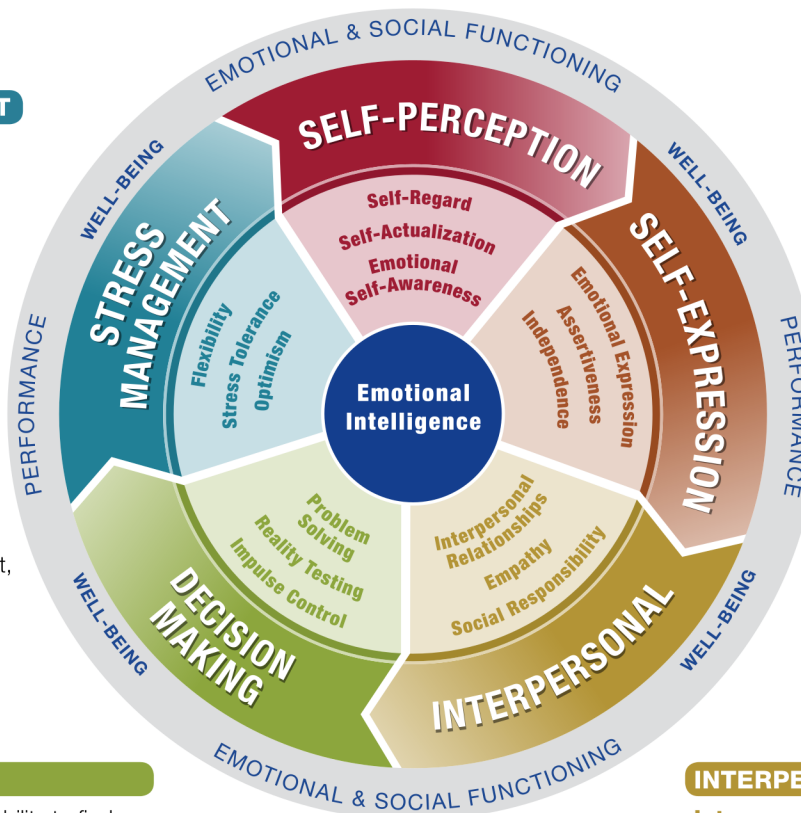 EMOTIONAL & SOCIAL FUNCTIONING
T
WELL-BEING
WELL-BEING
SELF-PERCEPTION
Self-Regard
Self-Actualization
Emotional
Self-Awareness
STRESS
MANAGEMENT
Flexibility
Stress Tolerance
Optimism
SELF-EXPRESSION
Emotional Expression
Assertiveness
Independence
PERFORMANCE
PERFORMANCE
Emotional
Intelligence
Problem
Solving
Reality Testing
Impulse Control
DECISION
MAKING
Interpersonal
Relationships
Empathy
Social Responsibility
INTERPERSONAL
t,
WELL-BEING
WELL-BEING
EMOTIONAL & SOCIAL FUNCTIONING
INTERPE